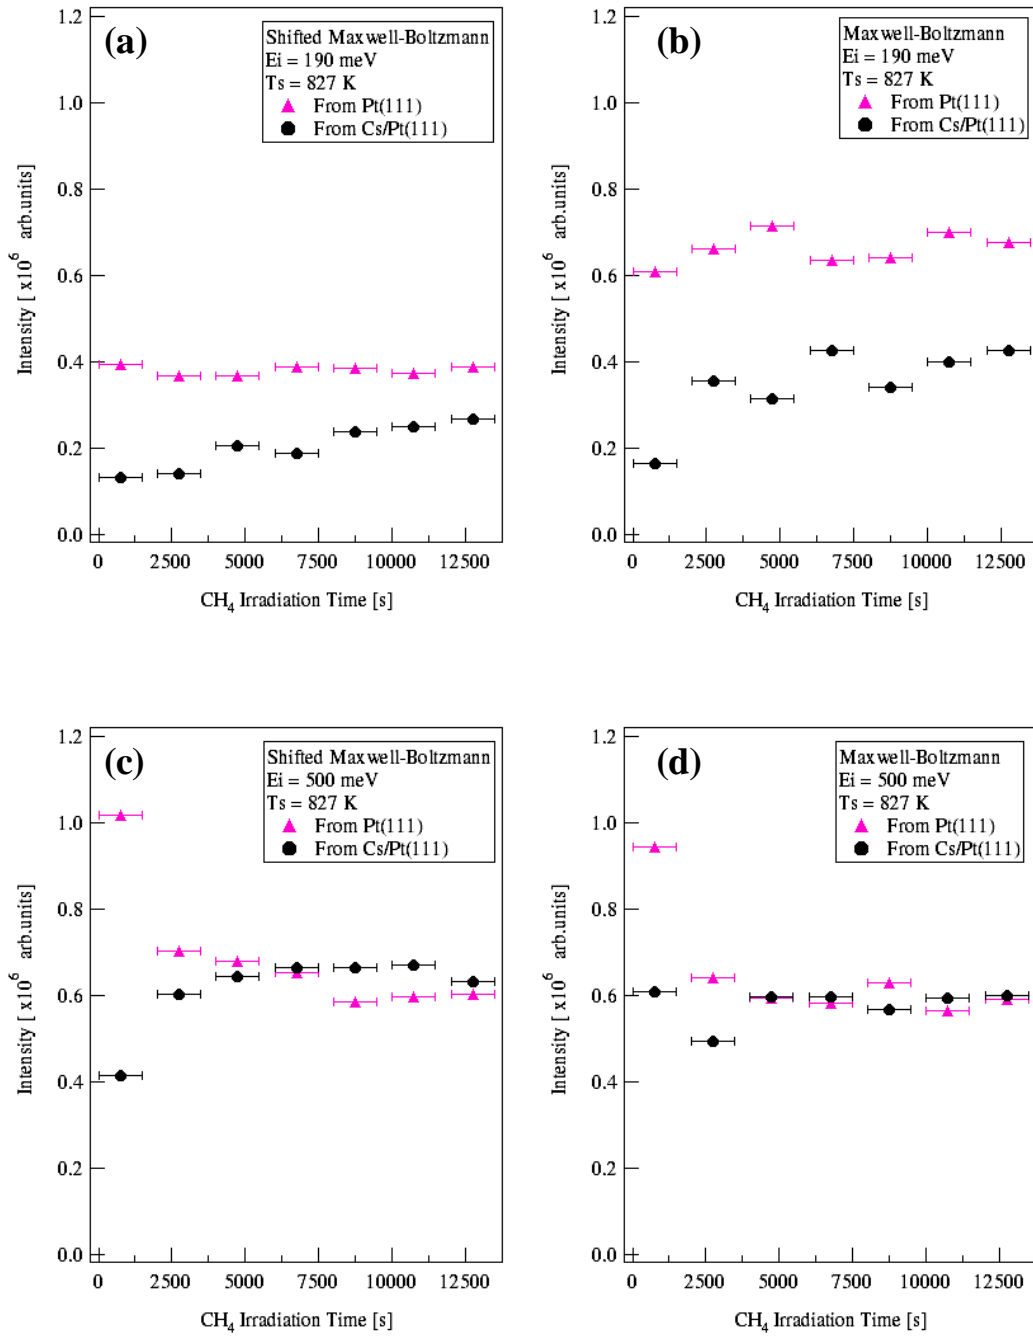 (a)
Shifted Maxwell-Boltzmann
Ei = 190 meV
Ts = 827 K
From Pt(111)
From Cs/Pt(111)
Intensity [ x10⁶ arb.units]
1.2
1.0
0.8
0.6
0.4
0.2
0.0
0 2500 5000 7500 10000 12500
CH₄ Irradiation Time [s]
(b)
Maxwell-Boltzmann
Ei = 190 meV
Ts = 827 K
From Pt(111)
From Cs/Pt(111)
Intensity [ x10⁶ arb.units]
1.2
1.0
0.8
0.6
0.4
0.2
0.0
0 2500 5000 7500 10000 12500
CH₄ Irradiation Time [s]
(c)
Shifted Maxwell-Boltzmann
Ei = 500 meV
Ts = 827 K
From Pt(111)
From Cs/Pt(111)
Intensity [ x10⁶ arb.units]
1.2
1.0
0.8
0.6
0.4
0.2
0.0
0 2500 5000 7500 10000 12500
CH₄ Irradiation Time [s]
(d)
Maxwell-Boltzmann
Ei = 500 meV
Ts = 827 K
From Pt(111)
From Cs/Pt(111)
Intensity [ x10⁶ arb.units]
1.2
1.0
0.8
0.6
0.4
0.2
0.0
0 2500 5000 7500 10000 12500
CH₄ Irradiation Time [s]